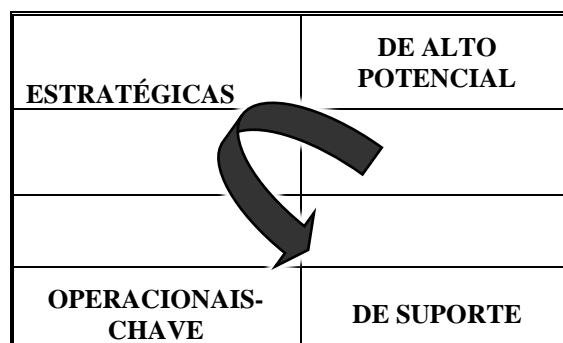 ESTRATÉGICAS
DE ALTO
POTENCIAL
OPERACIONAIS-
CHAVE
DE SUPORTE